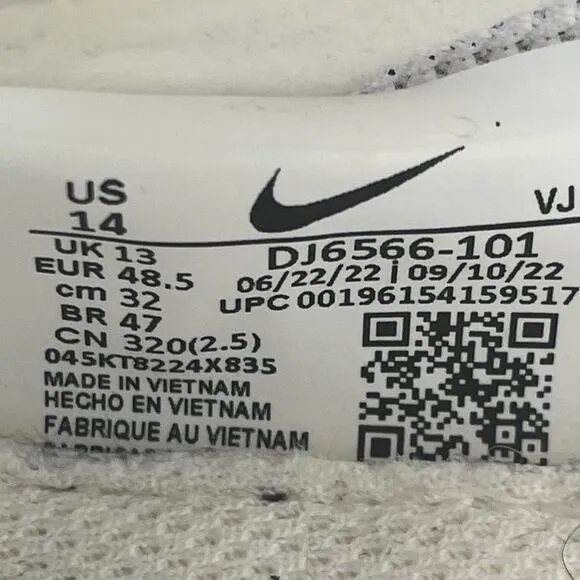 US
14
VJ
UK 13
EUR 48.5
cm 32
BR 47
CN 320(2.5)
DJ6566-101
06/22/22 | 09/10/22
UPC 00196154159517
045KT8224X835
MADE IN VIETNAM
HECHO EN VIETNAM
FABRIQUE AU VIETNAM